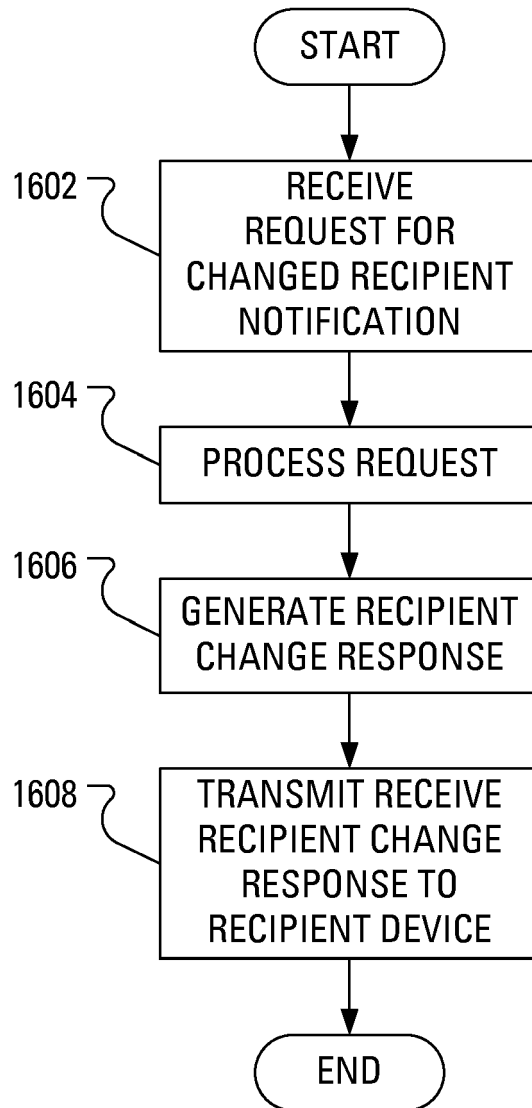 START
1602
RECEIVE
REQUEST FOR
CHANGED RECIPIENT
NOTIFICATION
1604
PROCESS REQUEST
1606
GENERATE RECIPIENT
CHANGE RESPONSE
1608
TRANSMIT RECEIVE
RECIPIENT CHANGE
RESPONSE TO
RECIPIENT DEVICE
END